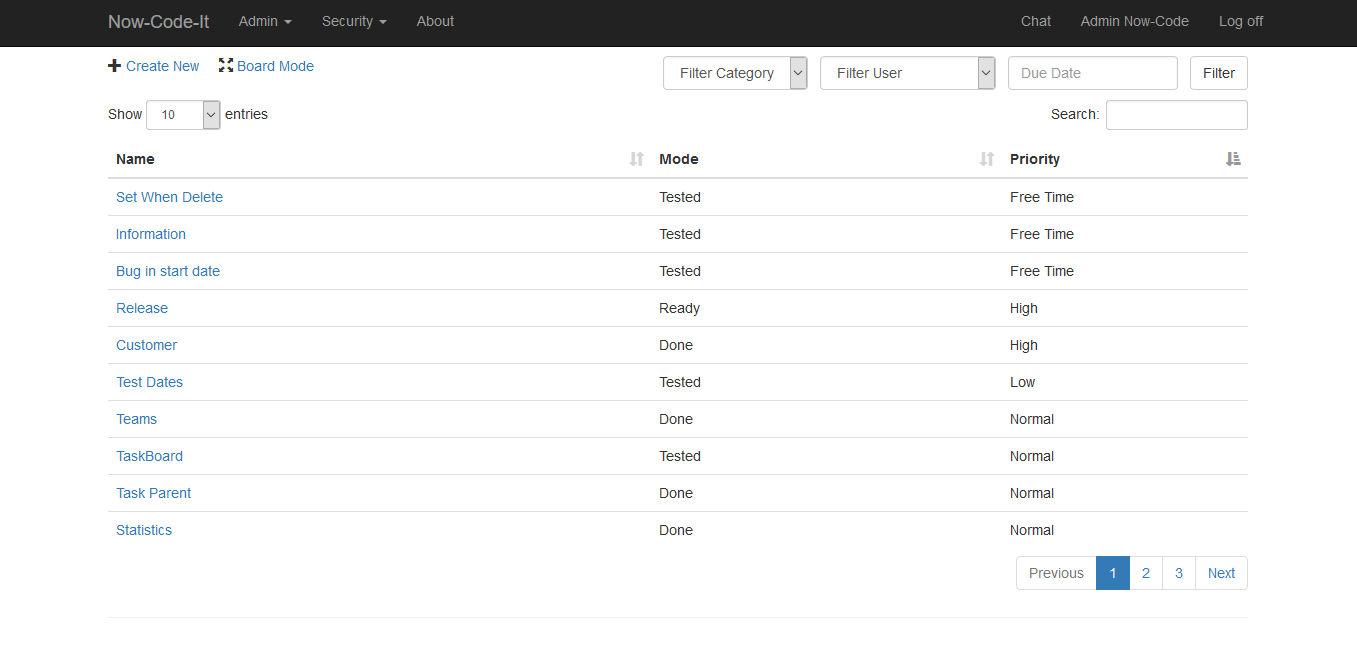 Now-Code-It Admin Security About Chat Admin Now-Code Log off
Create New Board Mode Filter Category Filter User Due Date Filter
Show 10 entries Search:
Name Mode Priority
Set When Delete Tested Free Time
Information Tested Free Time
Bug in start date Tested Free Time
Release Ready High
Customer Done High
Test Dates Tested Low
Teams Done Normal
TaskBoard Tested Normal
Task Parent Done Normal
Statistics Done Normal
Previous 1 2 3 Next